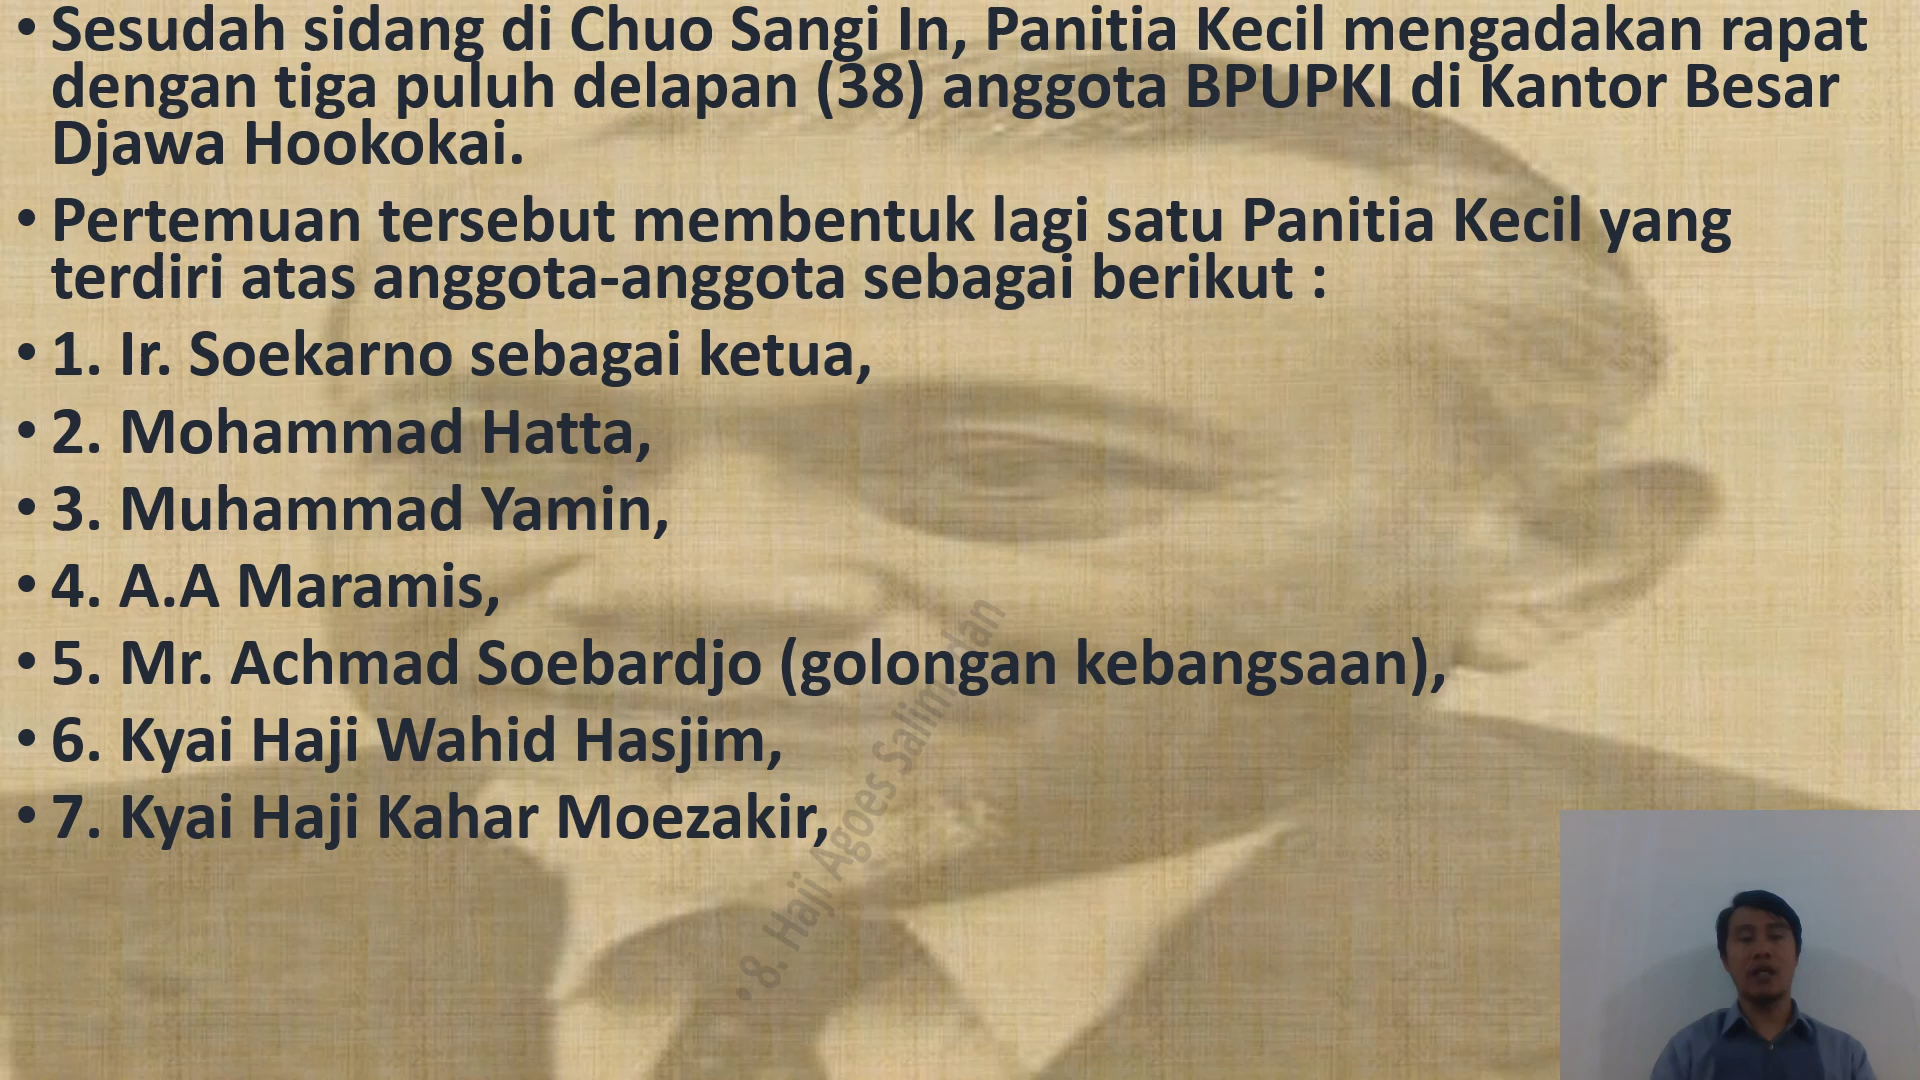 • Sesudah sidang di Chuo Sangi In, Panitia Kecil mengadakan rapat
dengan tiga puluh delapan (38) anggota BPUPKI di Kantor Besar
Djawa Hookokai.
• Pertemuan tersebut membentuk lagi satu Panitia Kecil yang
terdiri atas anggota-anggota sebagai berikut :
• 1. Ir. Soekarno sebagai ketua,
• 2. Mohammad Hatta,
• 3. Muhammad Yamin,
• 4. A.A Maramis,
• 5. Mr. Achmad Soebardjo (golongan kebangsaan),
• 6. Kyai Haji Wahid Hasjim,
• 7. Kyai Haji Kahar Moezakir,
• 8. Haji Agoes Salim dan